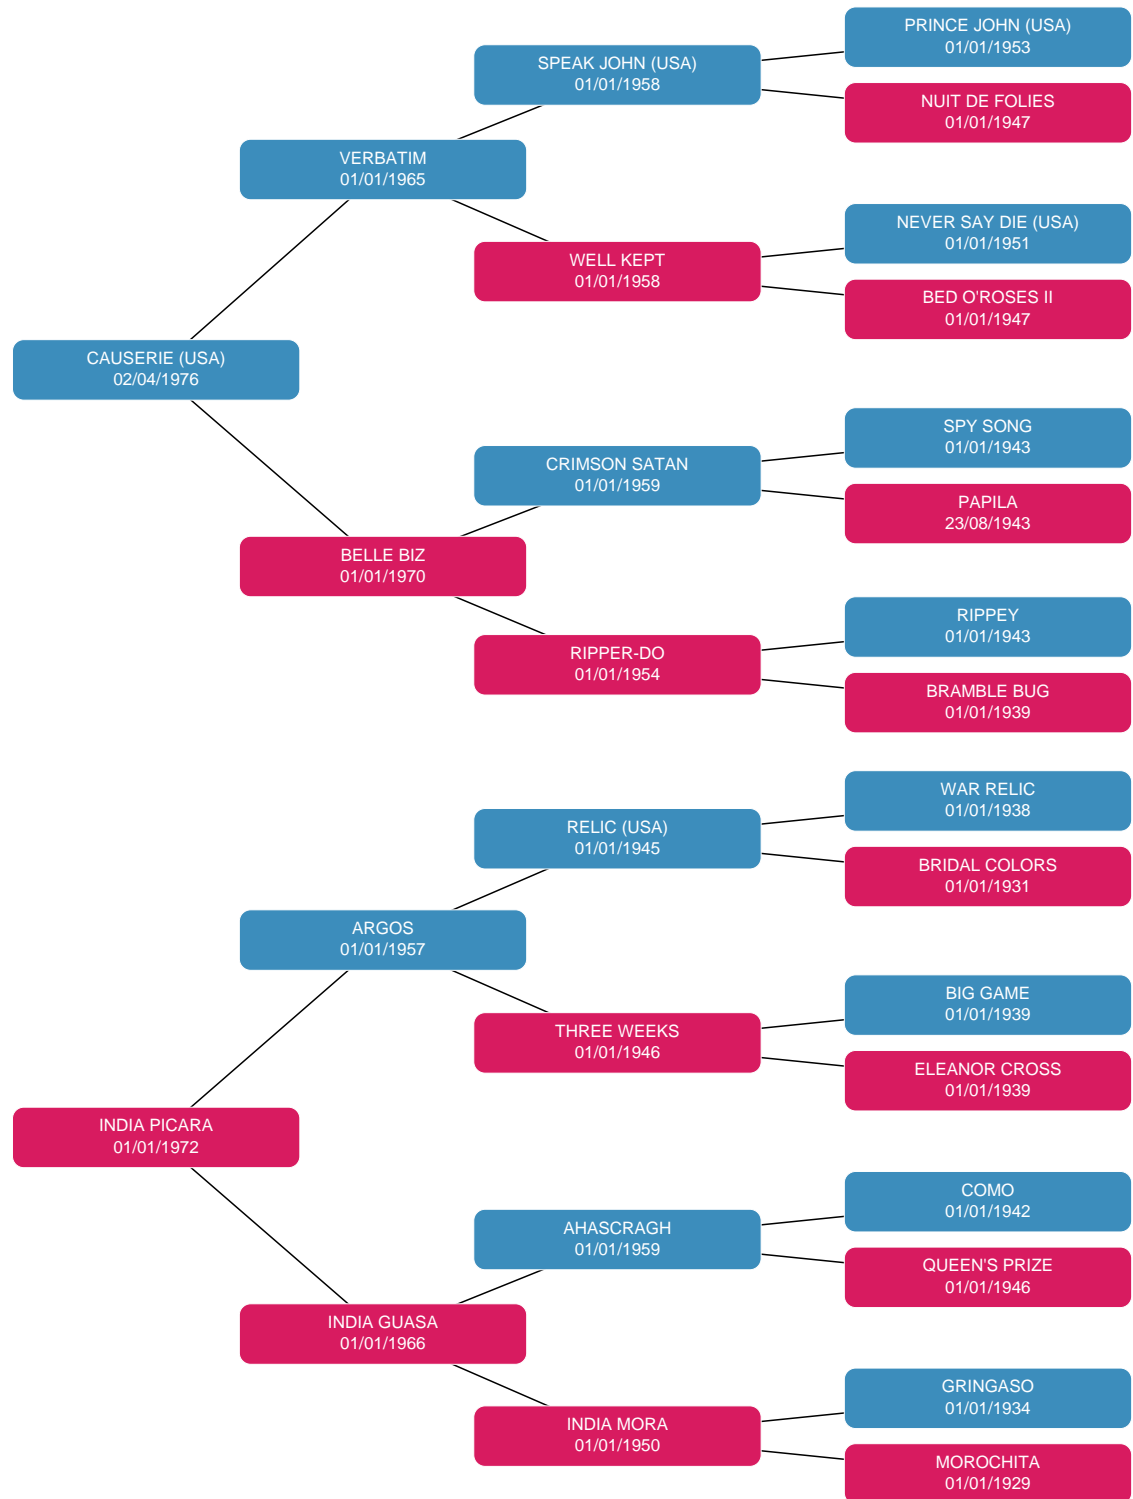 PRINCE JOHN (USA)
01/01/1953
SPEAK JOHN (USA)
01/01/1958
NUIT DE FOLIES
01/01/1947
VERBATIM
01/01/1965
NEVER SAY DIE (USA)
01/01/1951
WELL KEPT
01/01/1958
BED O'ROSES II
01/01/1947
CAUSERIE (USA)
02/04/1976
SPY SONG
01/01/1943
CRIMSON SATAN
01/01/1959
PAPILA
23/08/1943
BELLE BIZ
01/01/1970
RIPPEY
01/01/1943
RIPPER-DO
01/01/1954
BRAMBLE BUG
01/01/1939
WAR RELIC
01/01/1938
RELIC (USA)
01/01/1945
BRIDAL COLORS
01/01/1931
ARGOS
01/01/1957
BIG GAME
01/01/1939
THREE WEEKS
01/01/1946
ELEANOR CROSS
01/01/1939
INDIA PICARA
01/01/1972
COMO
01/01/1942
AHASCRAGH
01/01/1959
QUEEN'S PRIZE
01/01/1946
INDIA GUASA
01/01/1966
GRINGASO
01/01/1934
INDIA MORA
01/01/1950
MOROCHITA
01/01/1929